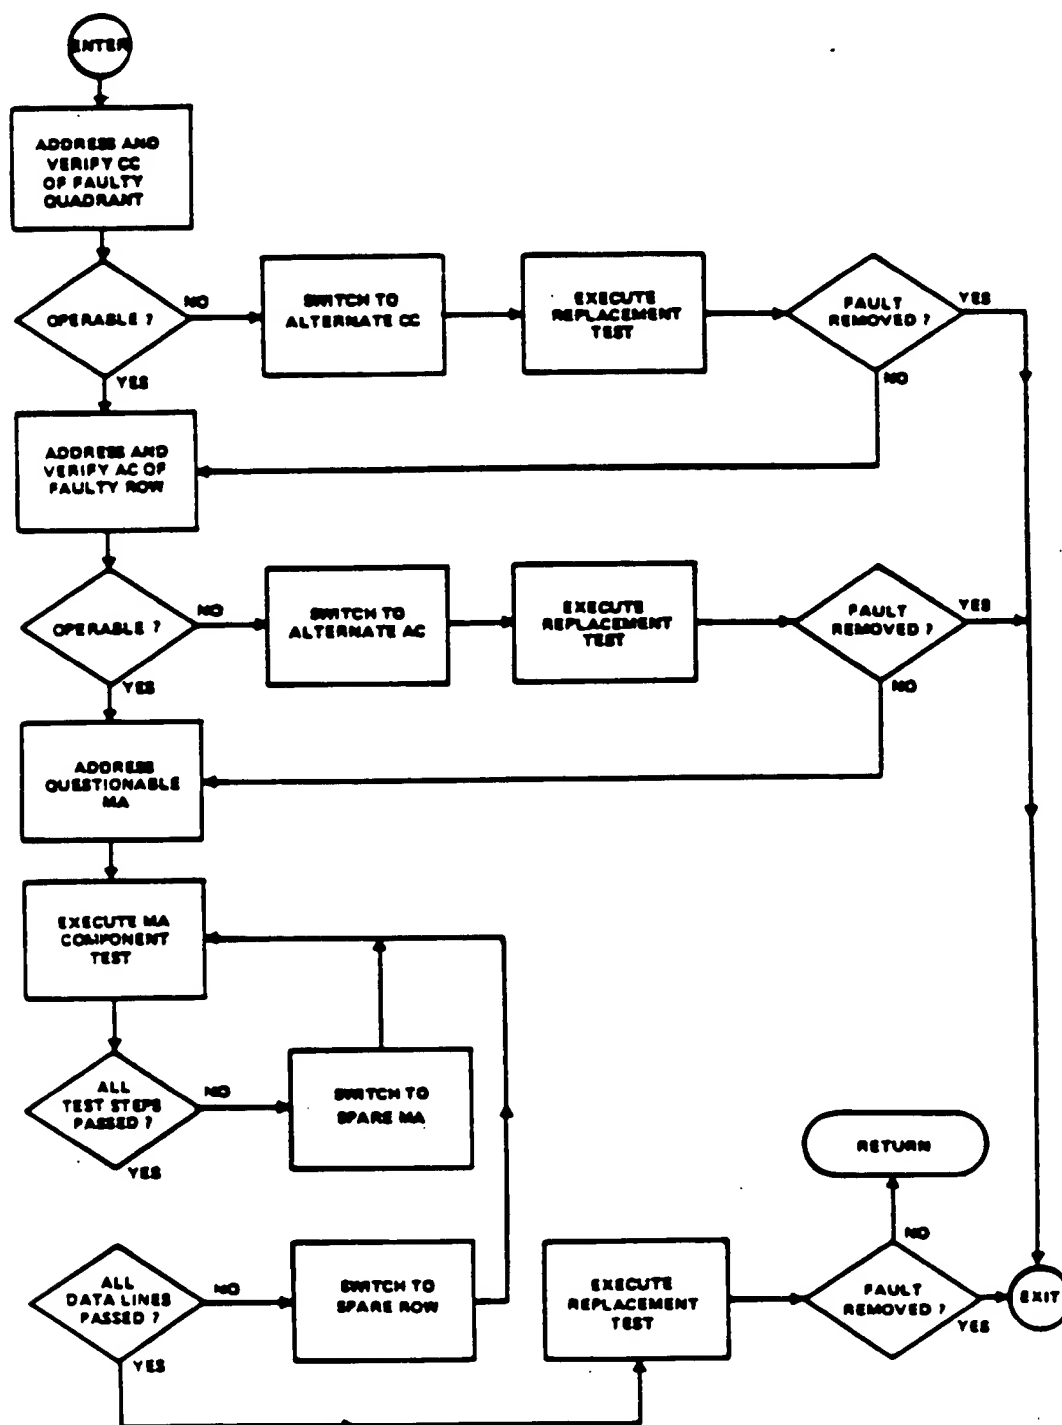 ENTER
ADDRESS AND
VERIFY CC
OF FAULTY
QUADRANT
OPERABLE ?
NO
YES
SWITCH TO
ALTERNATE CC
EXECUTE
REPLACEMENT
TEST
FAULT
REMOVED ?
YES
NO
ADDRESS AND
VERIFY AC OF
FAULTY ROW
OPERABLE ?
NO
YES
SWITCH TO
ALTERNATE AC
EXECUTE
REPLACEMENT
TEST
FAULT
REMOVED ?
YES
NO
ADDRESS
QUESTIONABLE
MA
EXECUTE MA
COMPONENT
TEST
ALL
TEST STEPS
PASSED ?
NO
YES
SWITCH TO
SPARE MA
ALL
DATA LINES
PASSED ?
NO
YES
SWITCH TO
SPARE ROW
EXECUTE
REPLACEMENT
TEST
FAULT
REMOVED ?
NO
YES
RETURN
EXIT